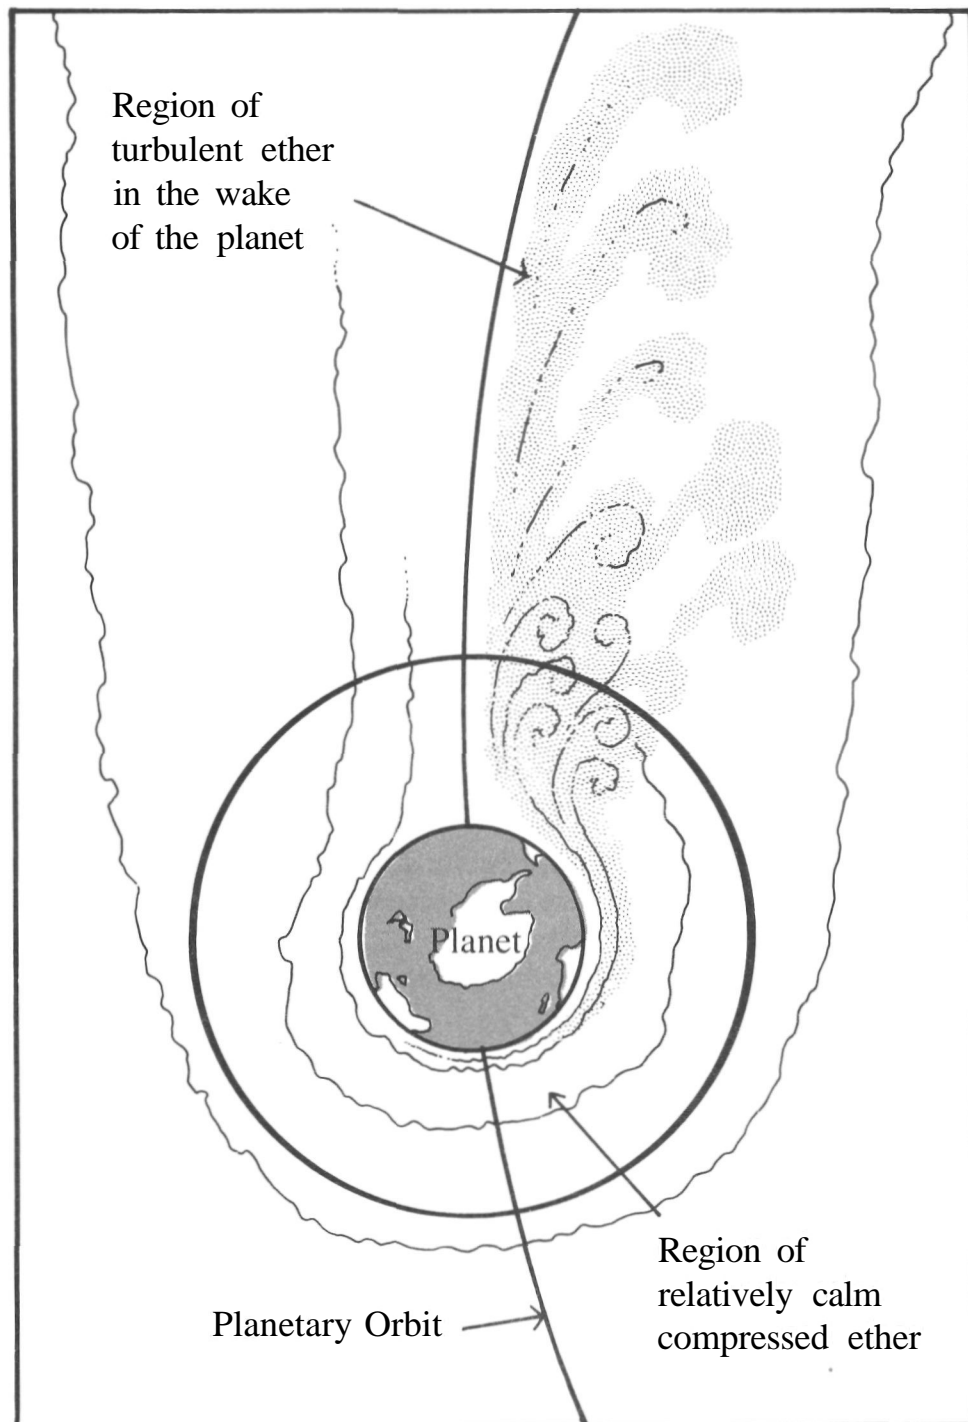 Region of
turbulent ether
in the wake
of the planet
Planet
Region of
relatively calm
compressed ether
Planetary Orbit